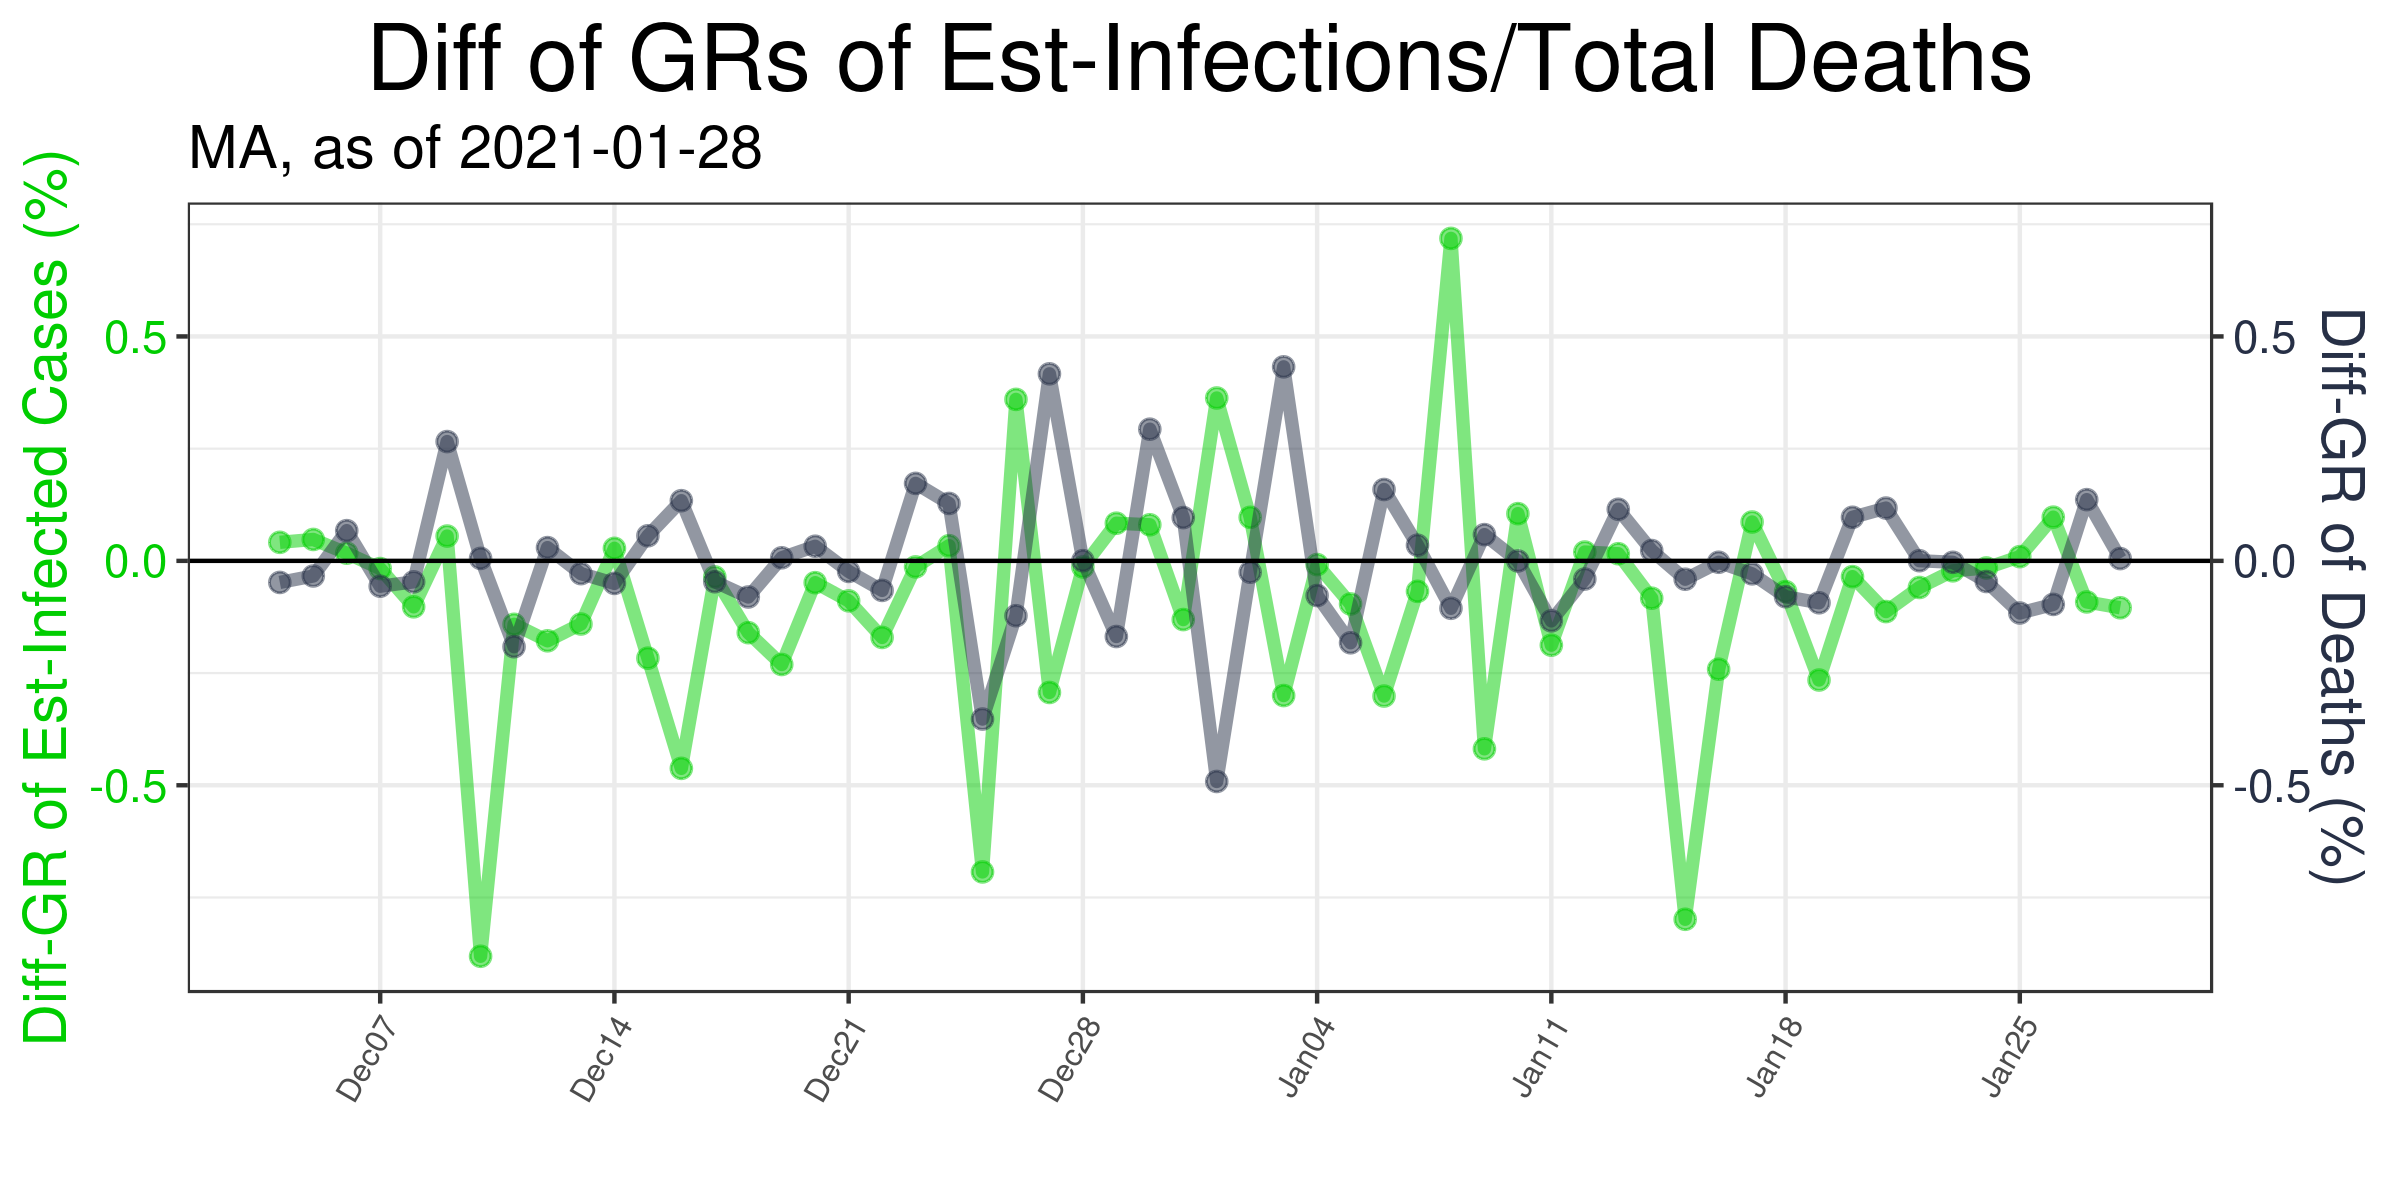 Diff of GRs of Est-Infections/Total Deaths
MA, as of 2021-01-28
Diff-GR of Est-Infected Cases (%)
0.5
0.0
-0.5
0.5
0.0
-0.5
Diff-GR of Deaths (%)
Dec07
Dec14
Dec21
Dec28
Jan04
Jan11
Jan18
Jan25